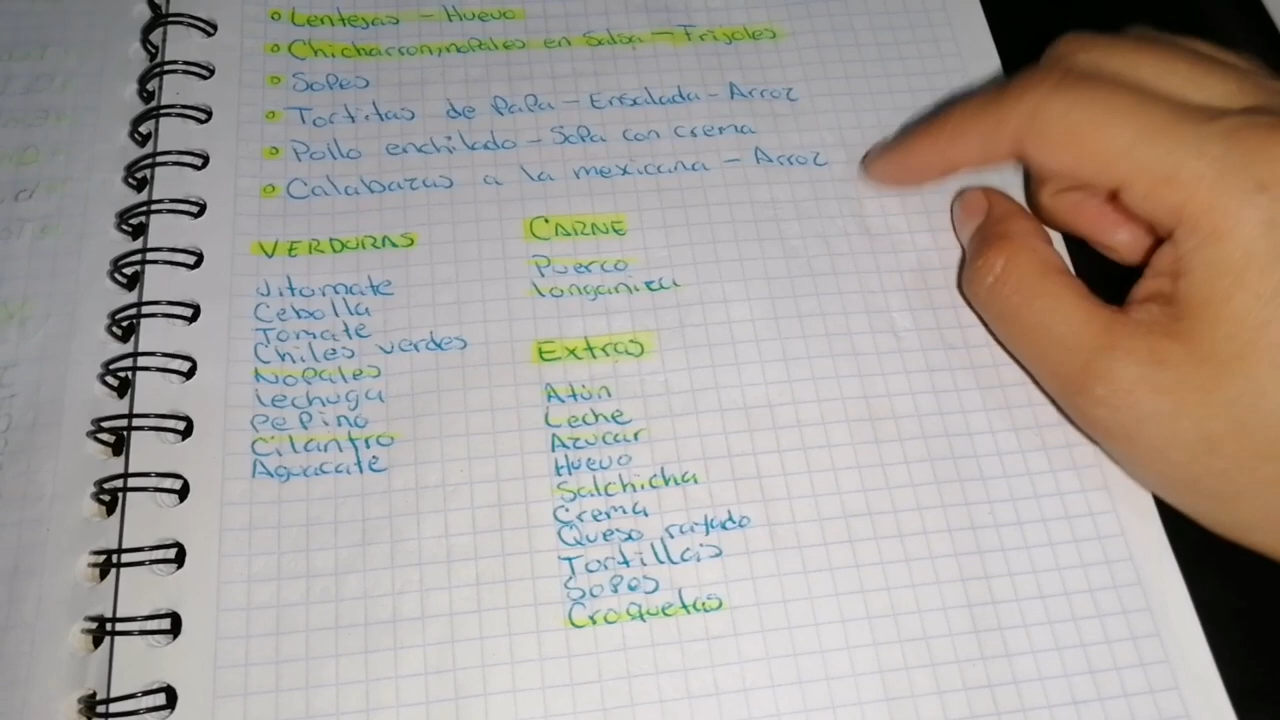 Lentejas - Huevo
Chicharron, nopales en Salsa - Frijoles
Sopes
Tortitas de Papa - Ensalada - Arroz
Pollo enchilado - Sopa con crema
Calabazas a la mexicana - Arroz
VERDURAS
Jitomate
Cebolla
Tomate
Chiles verdes
Nopales
Lechuga
Pepino
Cilantro
Aguacate
CARNE
Puerco
longaniza
Extras
Atún
Leche
Azucar
Huevo
Salchicha
Crema
Queso rayado
Tortillas
Sopes
Croquetas